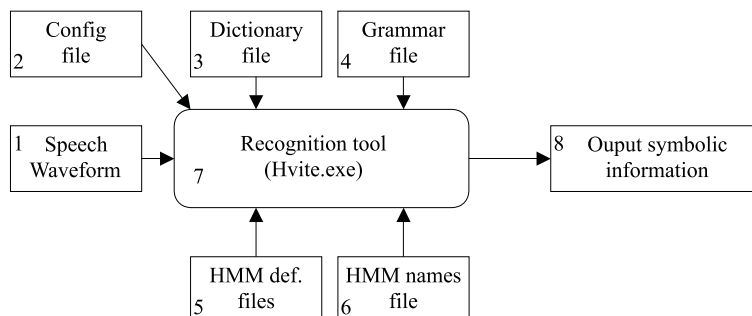 Config
file
2
Dictionary
file
3
Grammar
file
4
1
Speech
Waveform
Recognition tool
(Hvite.exe)
7
8
Ouput symbolic
information
HMM def.
files
5
HMM names
file
6